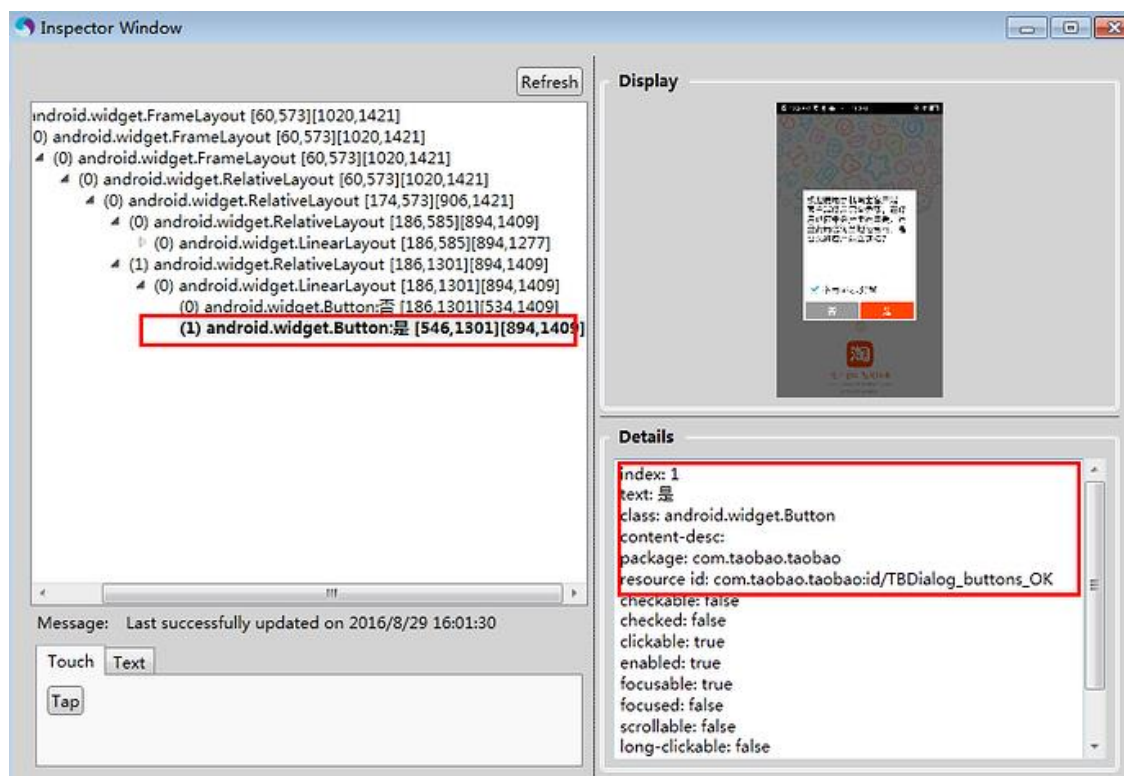 Inspector Window
Refresh
android.widget.FrameLayout [60,573][1020,1421]
0) android.widget.FrameLayout [60,573][1020,1421]
(0) android.widget.FrameLayout [60,573][1020,1421]
(0) android.widget.RelativeLayout [60,573][1020,1421]
(0) android.widget.RelativeLayout [174,573][906,1421]
(0) android.widget.RelativeLayout [186,585][894,1409]
(0) android.widget.LinearLayout [186,585][894,1277]
(1) android.widget.RelativeLayout [186,1301][894,1409]
(0) android.widget.LinearLayout [186,1301][894,1409]
(0) android.widget.Button:否 [186,1301][534,1409]
(1) android.widget.Button:是 [546,1301][894,1409]
Message: Last successfully updated on 2016/8/29 16:01:30
Touch Text
Tap
Display
否 是
淘
Details
index: 1
text: 是
class: android.widget.Button
content-desc:
package: com.taobao.taobao
resource id: com.taobao.taobao:id/TBDialog_buttons_OK
checkable: false
checked: false
clickable: true
enabled: true
focusable: true
focused: false
scrollable: false
long-clickable: false